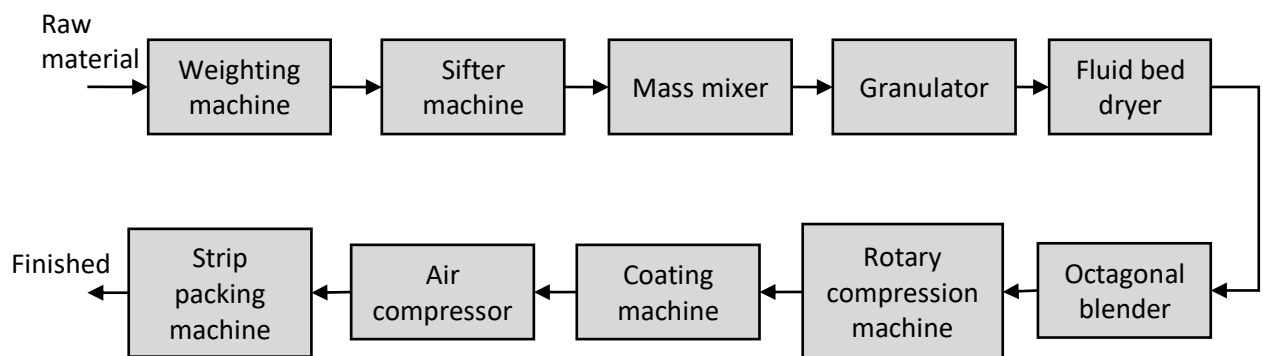 Raw
material
Weighting
machine
Sifter
machine
Mass mixer
Granulator
Fluid bed
dryer
Finished
Strip
packing
machine
Air
compressor
Coating
machine
Rotary
compression
machine
Octagonal
blender